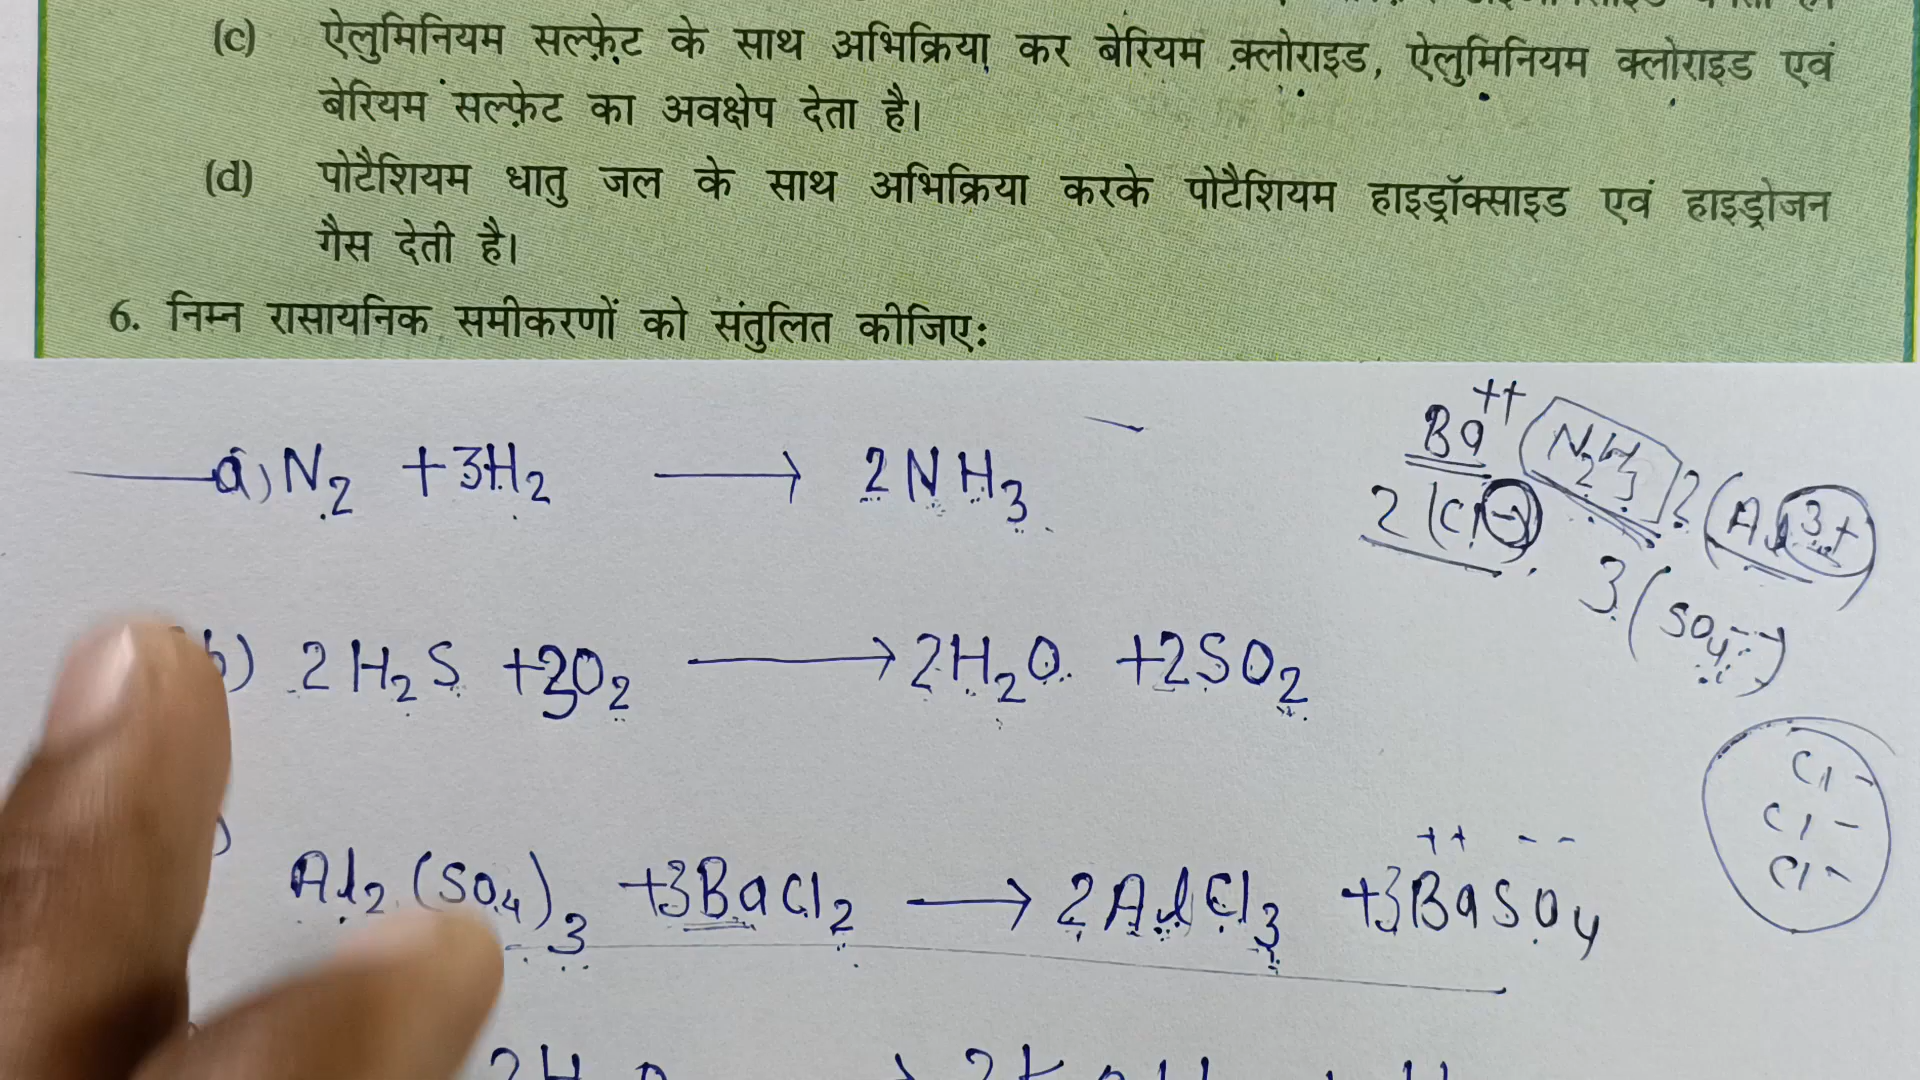 (c) ऐलुमिनियम सल्फ़ेट के साथ अभिक्रिया कर बेरियम क्लोराइड, ऐलुमिनियम क्लोराइड एवं
बेरियम सल्फ़ेट का अवक्षेप देता है।
(d) पोटैशियम धातु जल के साथ अभिक्रिया करके पोटैशियम हाइड्रॉक्साइड एवं हाइड्रोजन
गैस देती है।
6. निम्न रासायनिक समीकरणों को संतुलित कीजिए:
a) N₂ + 3H₂ ⟶ 2NH₃
b) 2H₂S + 3O₂ ⟶ 2H₂O + 2SO₂
Al₂(SO₄)₃ + 3BaCl₂ ⟶ 2AlCl₃ + 3BaSO₄
++ --
Ba++
2(Cl-)
N₂H₃
2(Al3+)
3(SO₄--)
Cl-
Cl-
Cl-